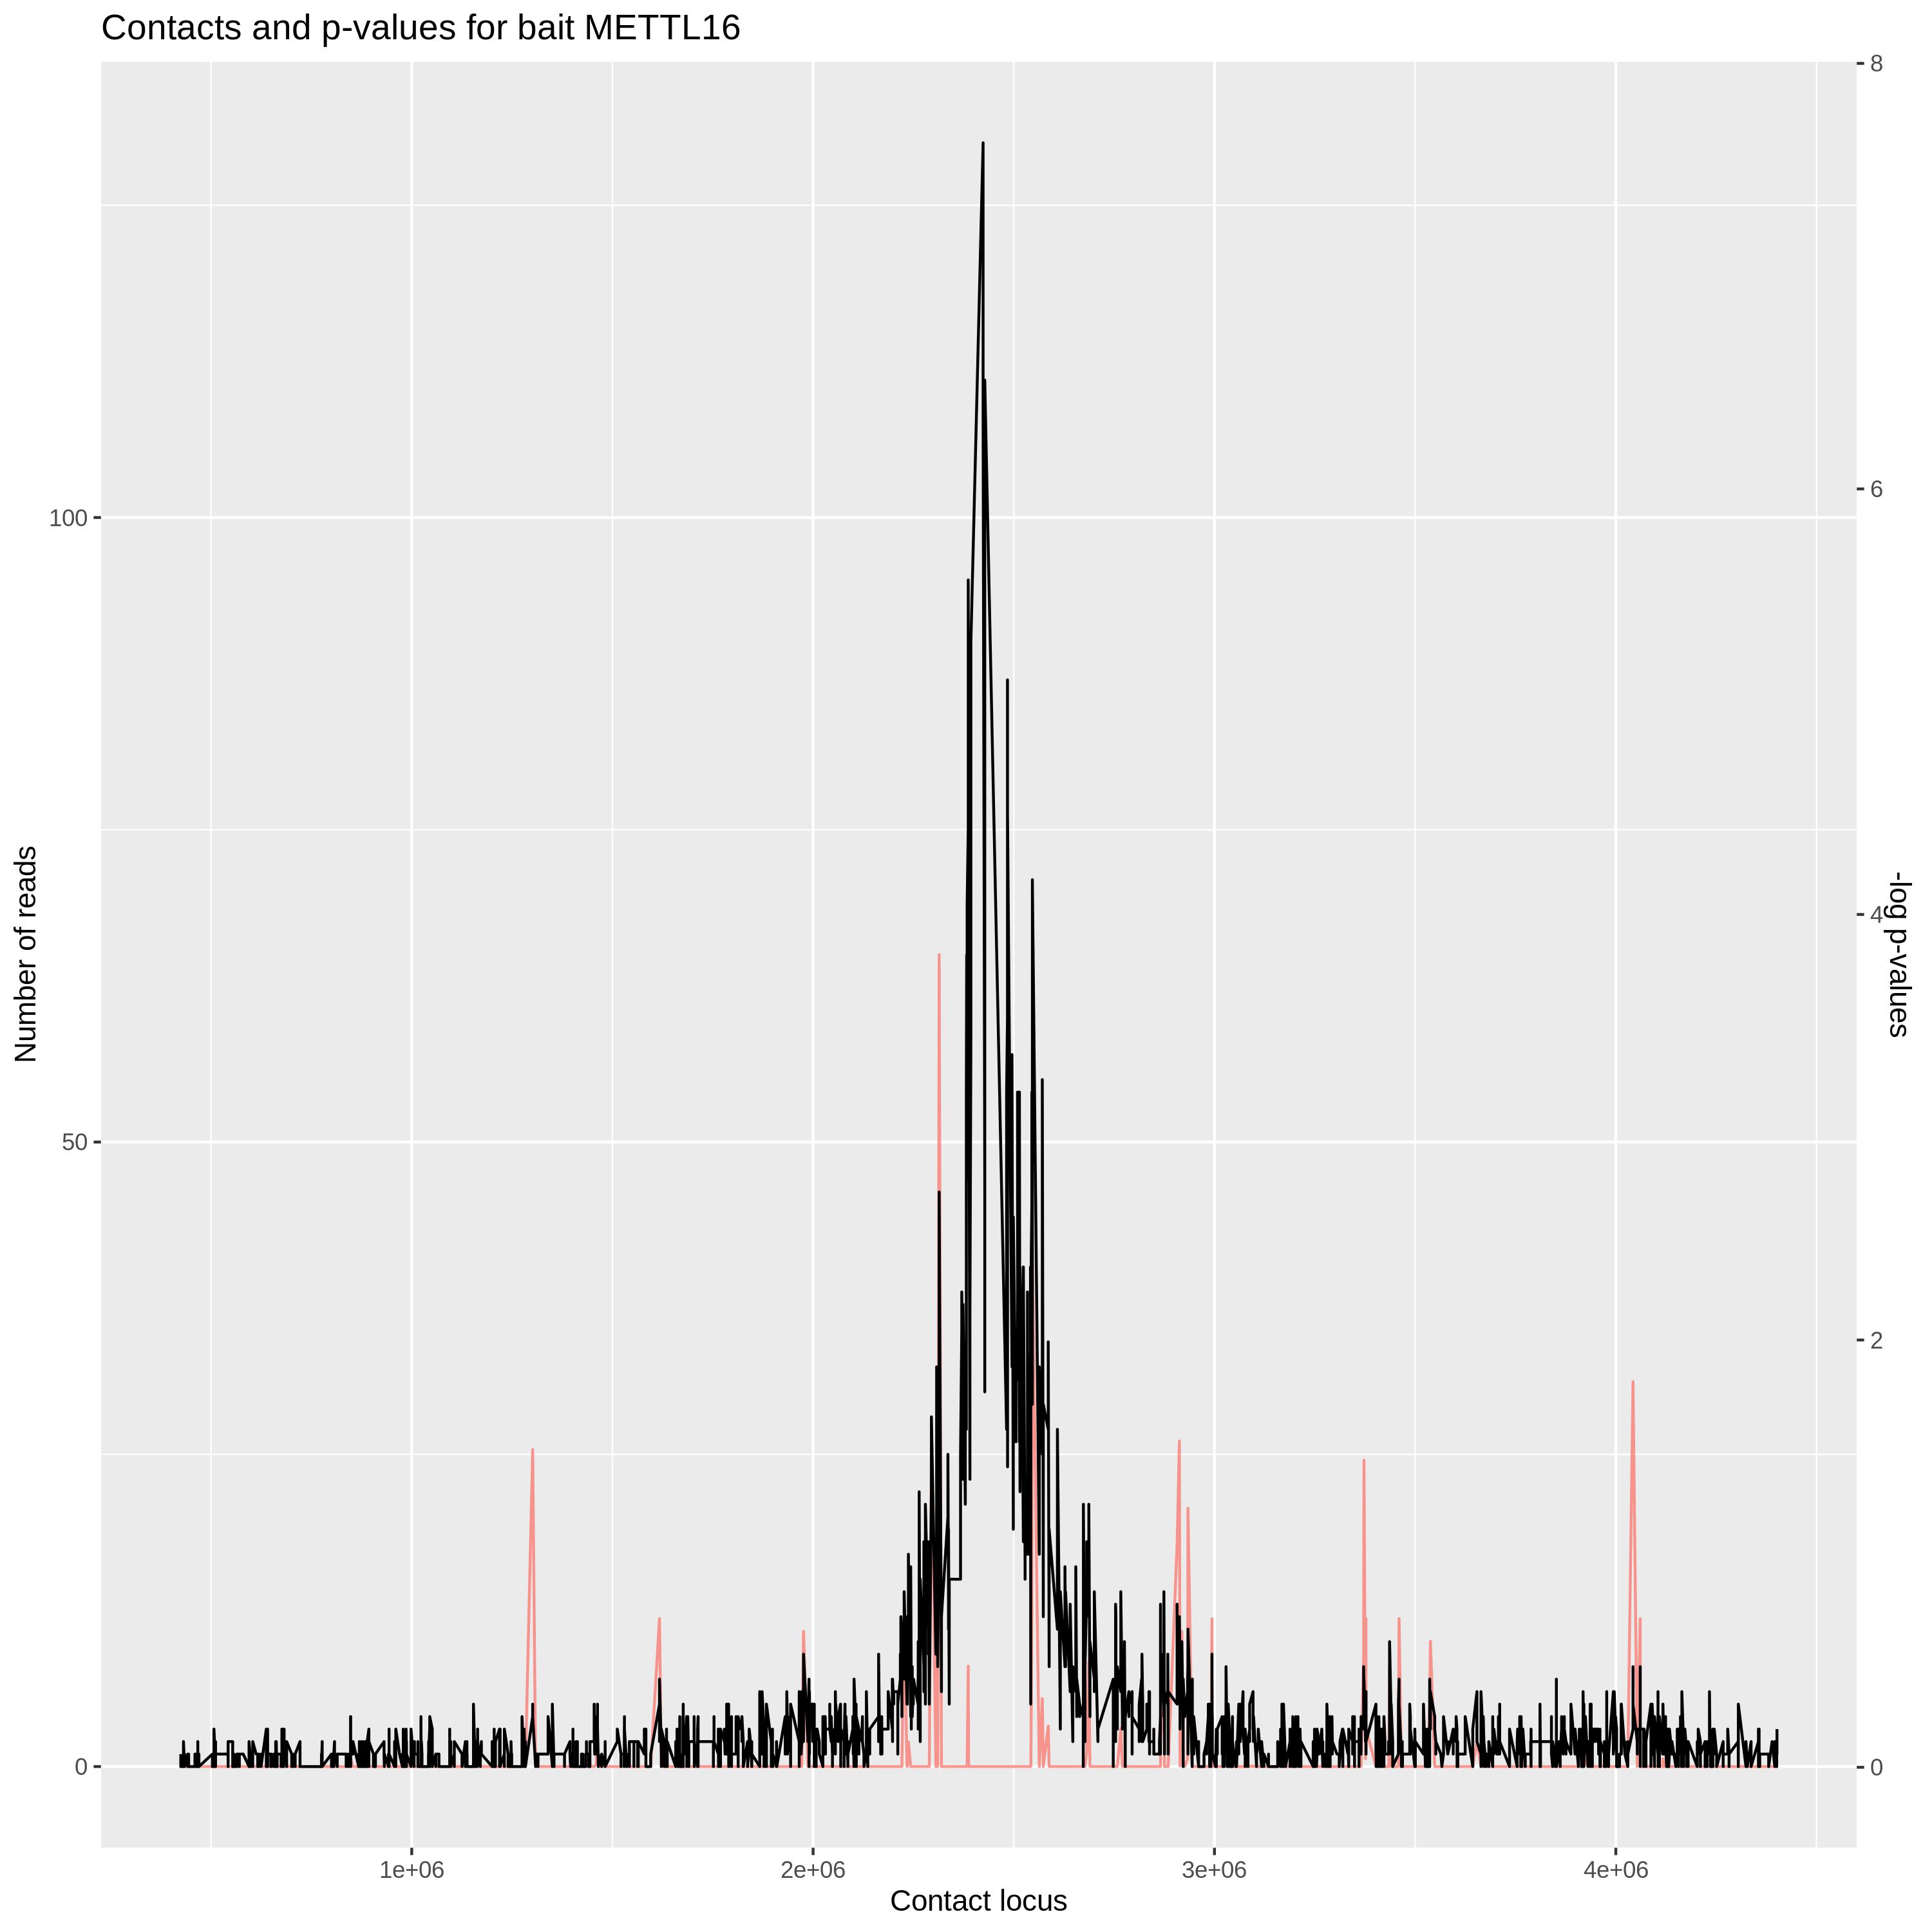 Contacts and p-values for bait METTL16
8
6
4
2
0
-log p-values
100
50
0
Number of reads
1e+06 2e+06 3e+06 4e+06
Contact locus